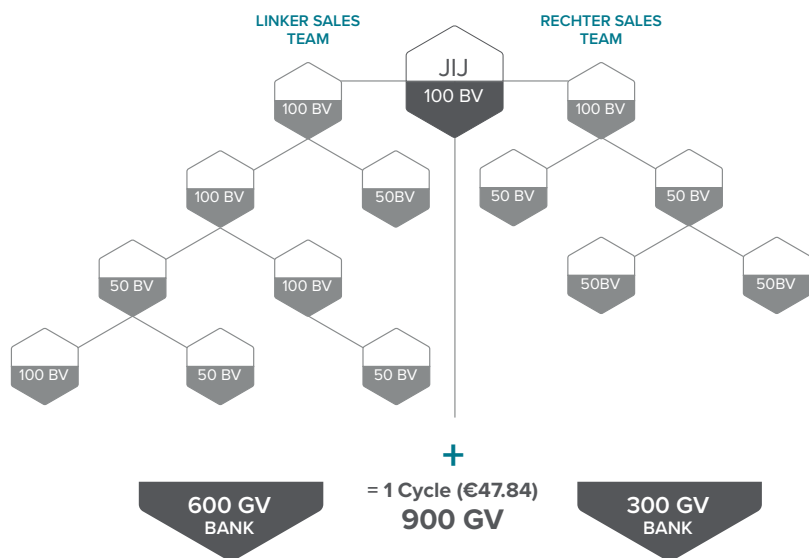 LINKER SALES
TEAM
RECHTER SALES
TEAM
JIJ
100 BV
100 BV
100 BV
100 BV
50BV
50 BV
50 BV
50 BV
100 BV
50BV
50BV
100 BV
50 BV
50 BV
+
= 1 Cycle (€47.84)
900 GV
600 GV
BANK
300 GV
BANK